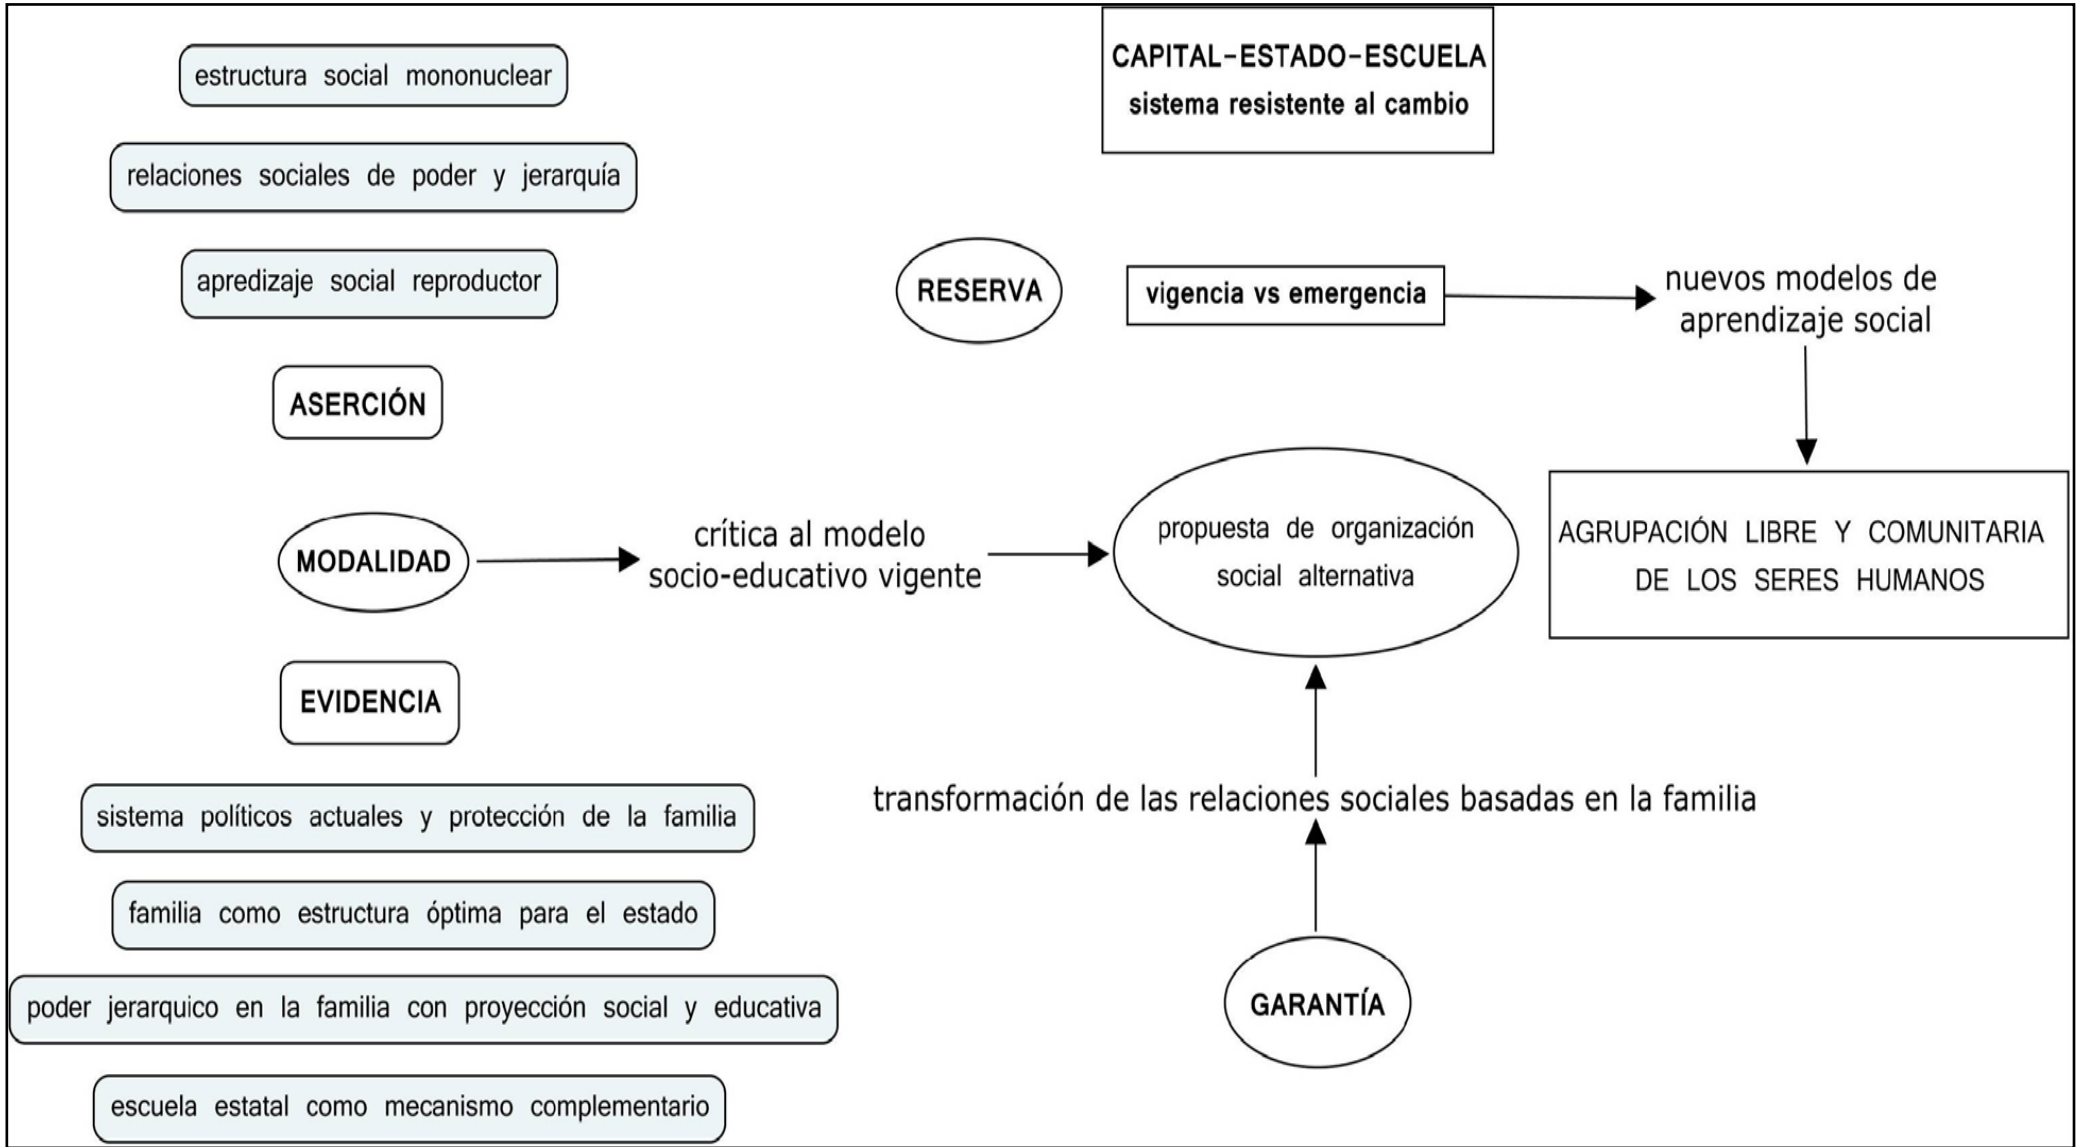 estructura social mononuclear
relaciones sociales de poder y jerarquía
apredizaje social reproductor
ASERCIÓN
MODALIDAD
crítica al modelo
socio-educativo vigente
EVIDENCIA
sistema políticos actuales y protección de la familia
familia como estructura óptima para el estado
poder jerarquico en la familia con proyección social y educativa
escuela estatal como mecanismo complementario
CAPITAL-ESTADO-ESCUELA
sistema resistente al cambio
RESERVA
vigencia vs emergencia
nuevos modelos de
aprendizaje social
propuesta de organización
social alternativa
AGRUPACIÓN LIBRE Y COMUNITARIA
DE LOS SERES HUMANOS
transformación de las relaciones sociales basadas en la familia
GARANTÍA